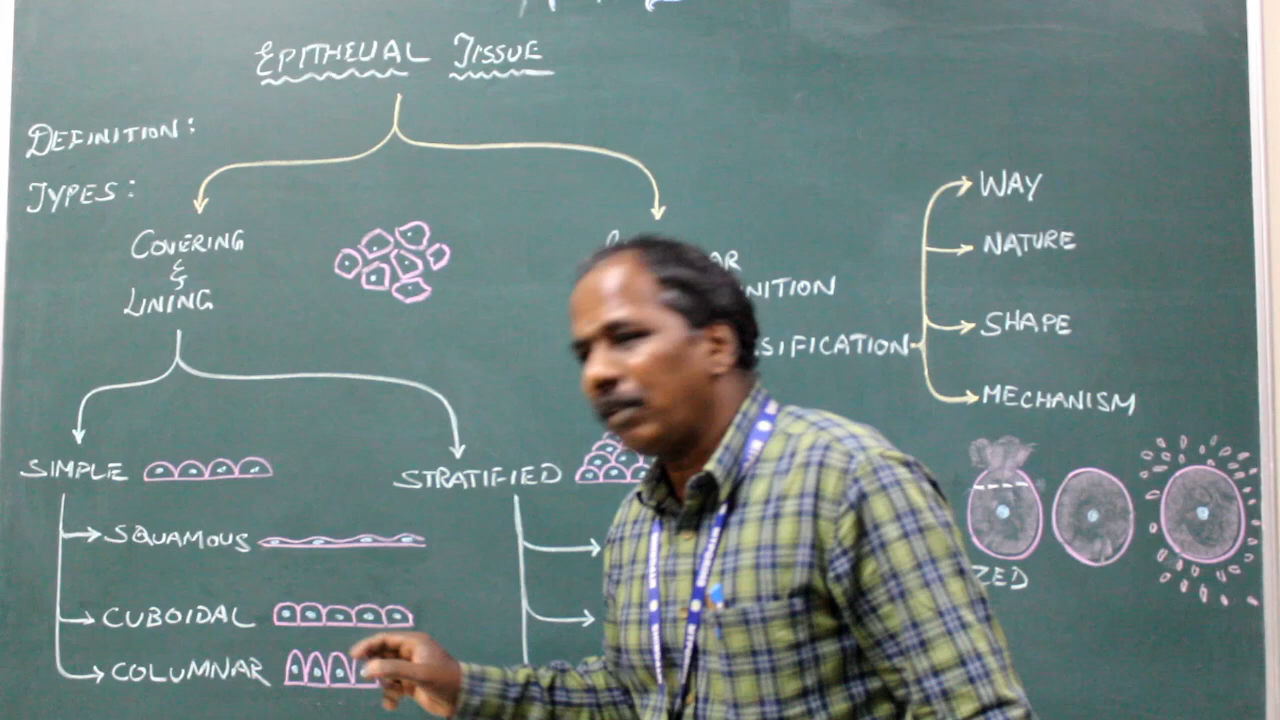 EPITHELIAL TISSUE
DEFINITION:
TYPES:
COVERING
&
LINING
SIMPLE
SQUAMOUS
CUBOIDAL
COLUMNAR
STRATIFIED
AR
NITION
SIFICATION
WAY
NATURE
SHAPE
MECHANISM
ZED